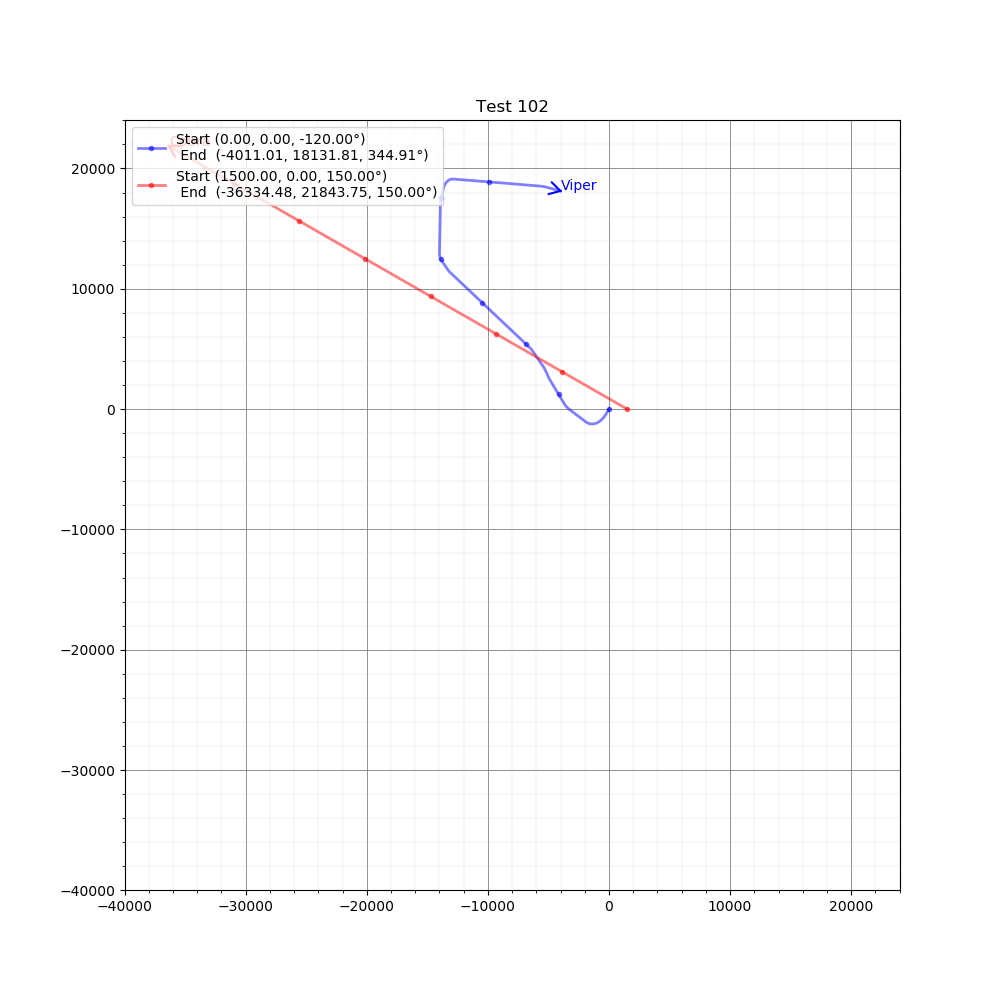 Test 102
Start (0.00, 0.00, -120.00°)
End (-4011.01, 18131.81, 344.91°)
Start (1500.00, 0.00, 150.00°)
End (-36334.48, 21843.75, 150.00°)
Viper
20000
10000
0
−10000
−20000
−30000
−40000
−40000 −30000 −20000 −10000 0 10000 20000